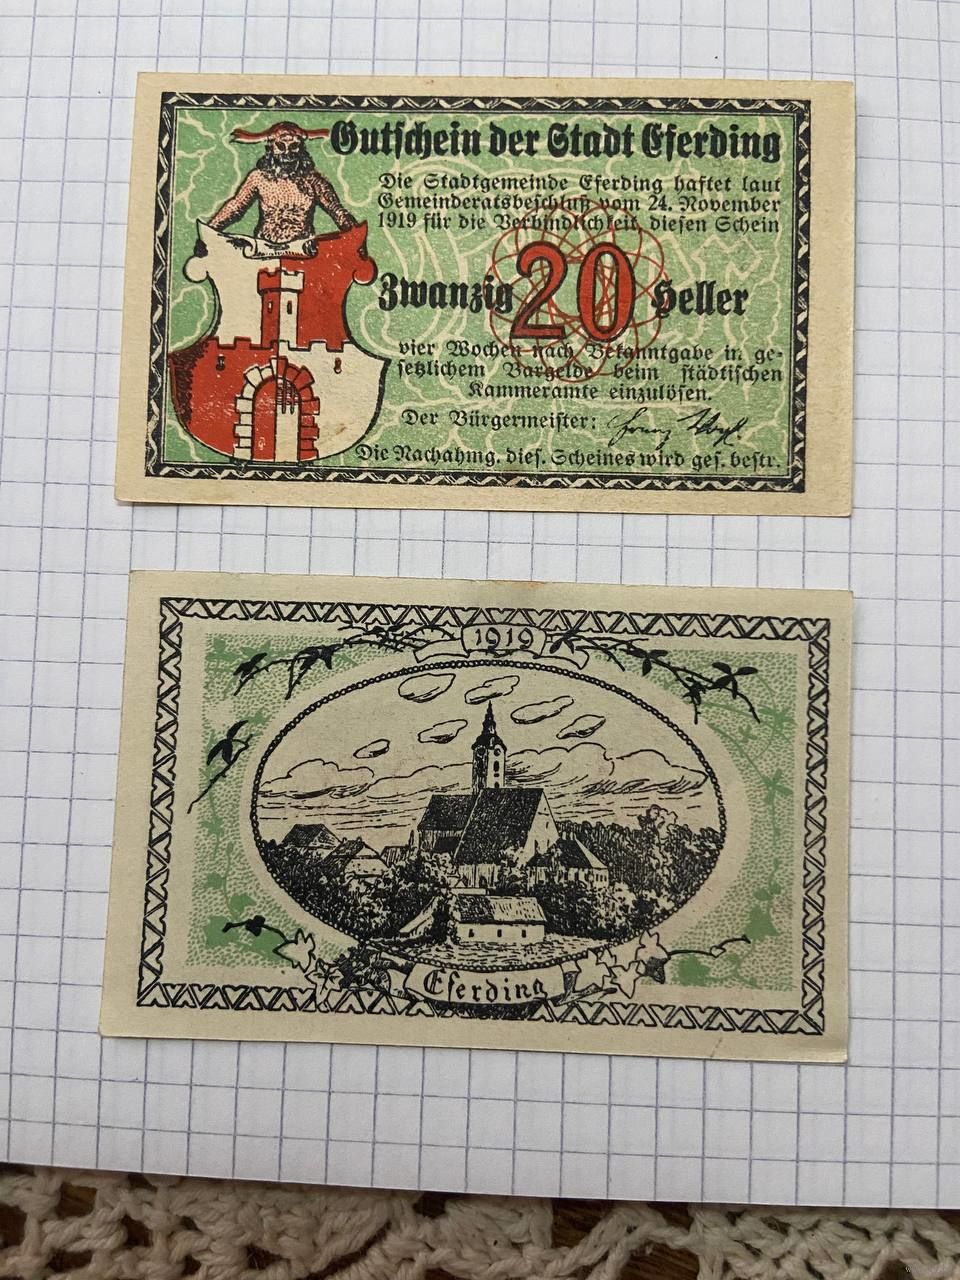 Gutschein der Stadt Eferding
Die Stadtgemeinde Eferding haftet laut
Gemeinderatsbeschluß vom 24. November
1919 für die Verbindlichkeit, diesen Schein
Zwanzig 20 Heller
vier Wochen nach Bekanntgabe in ge-
setzlichem Bargelde beim städtischen
Kammeramte einzulösen.
Der Bürgermeister:
Die Nachahmg. dies. Scheines wird ges. bestr.
1919
Eferding